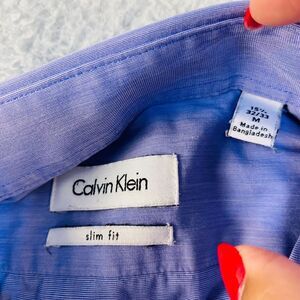 Calvin Klein
slim fit
15½
32/33
M
Made in
Bangladesh